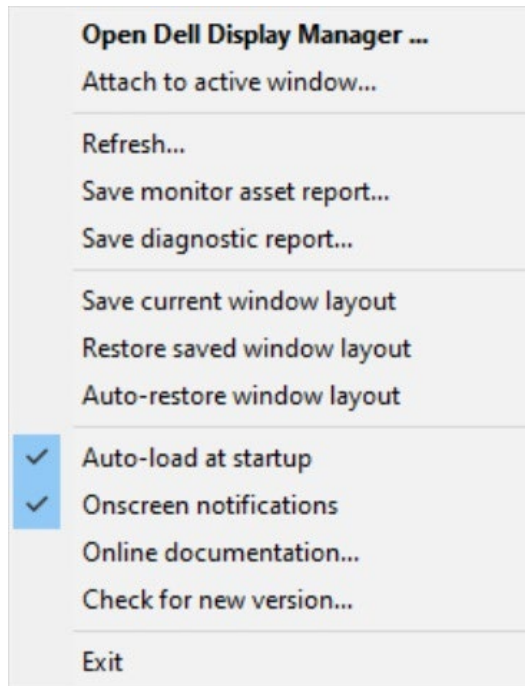 Open Dell Display Manager ...
Attach to active window...
Refresh...
Save monitor asset report...
Save diagnostic report...
Save current window layout
Restore saved window layout
Auto-restore window layout
Auto-load at startup
Onscreen notifications
Online documentation...
Check for new version...
Exit